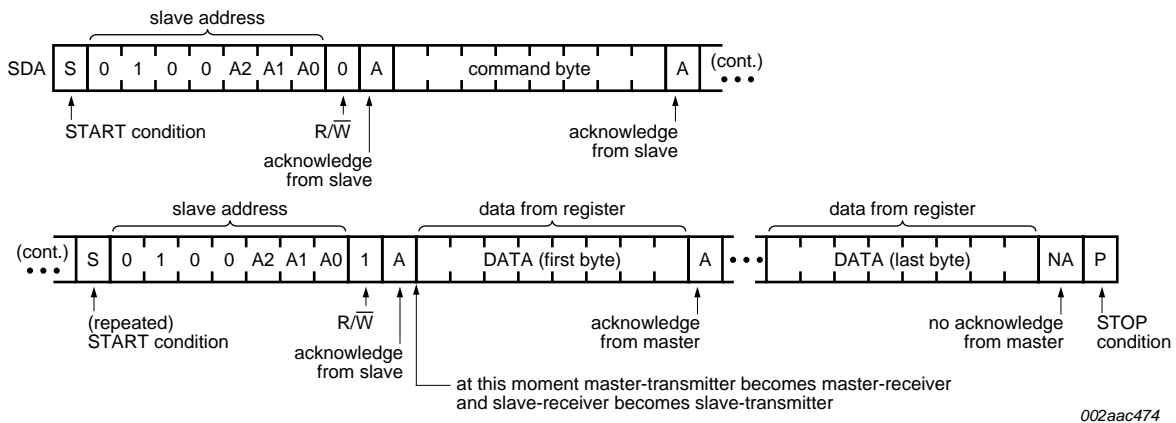 slave address
SDA S 0 1 0 0 A2 A1 A0 0 A command byte A (cont.)
START condition R/W̅ acknowledge from slave acknowledge from slave
slave address data from register data from register
(cont.) S 0 1 0 0 A2 A1 A0 1 A DATA (first byte) A DATA (last byte) NA P
(repeated) START condition R/W̅ acknowledge from slave acknowledge from master no acknowledge from master STOP condition
at this moment master-transmitter becomes master-receiver
and slave-receiver becomes slave-transmitter
002aac474